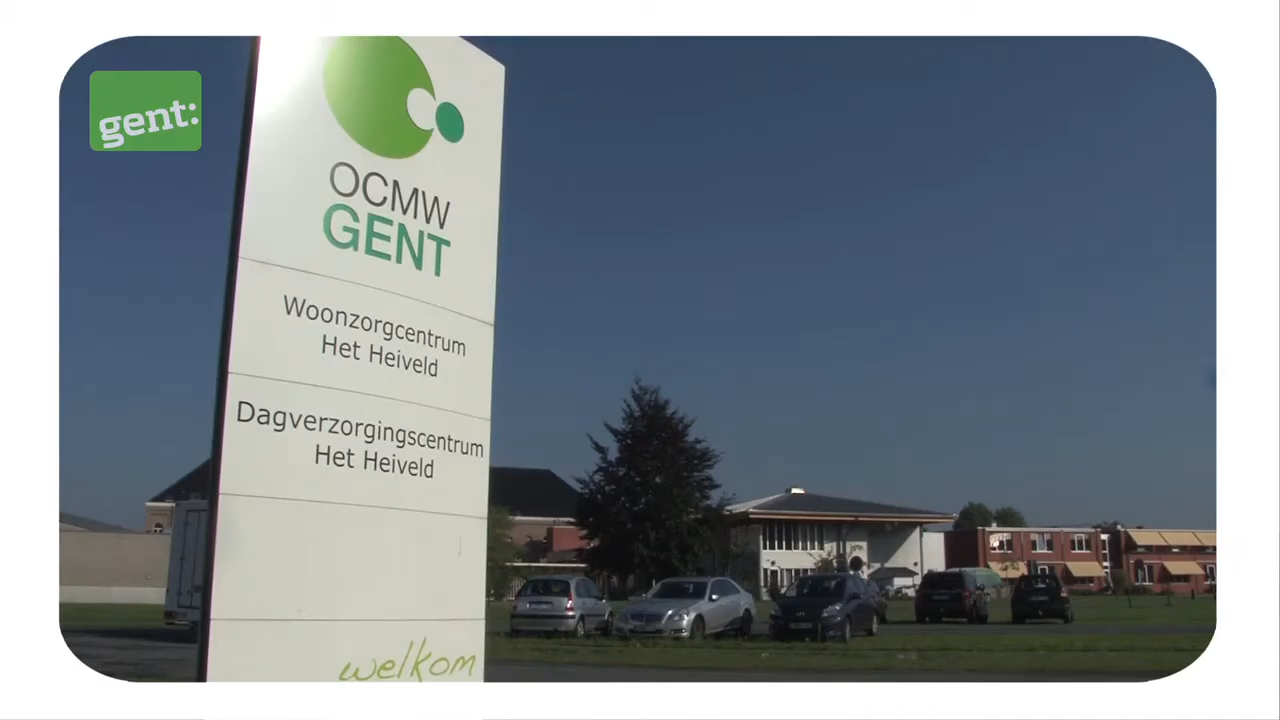 gent:
OCMW
GENT
Woonzorgcentrum
Het Heiveld
Dagverzorgingscentrum
Het Heiveld
welkom